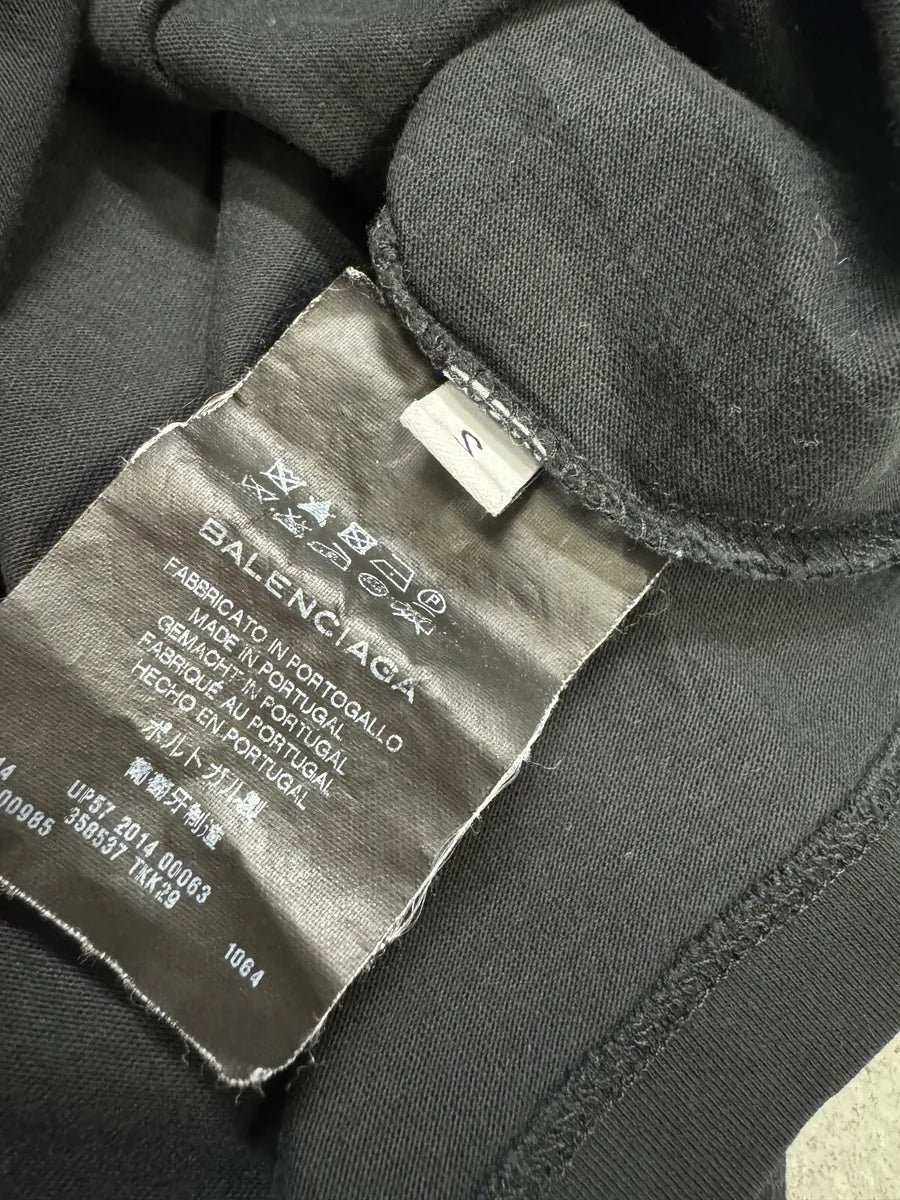 S
P
BALENCIAGA
FABBRICATO IN PORTOGALLO
MADE IN PORTUGAL
GEMACHT IN PORTUGAL
FABRIQUÉ AU PORTUGAL
HECHO EN PORTUGAL
ポルトガル製
葡萄牙制造
UP57 2014 00063
00985 358537 TKK29
1064